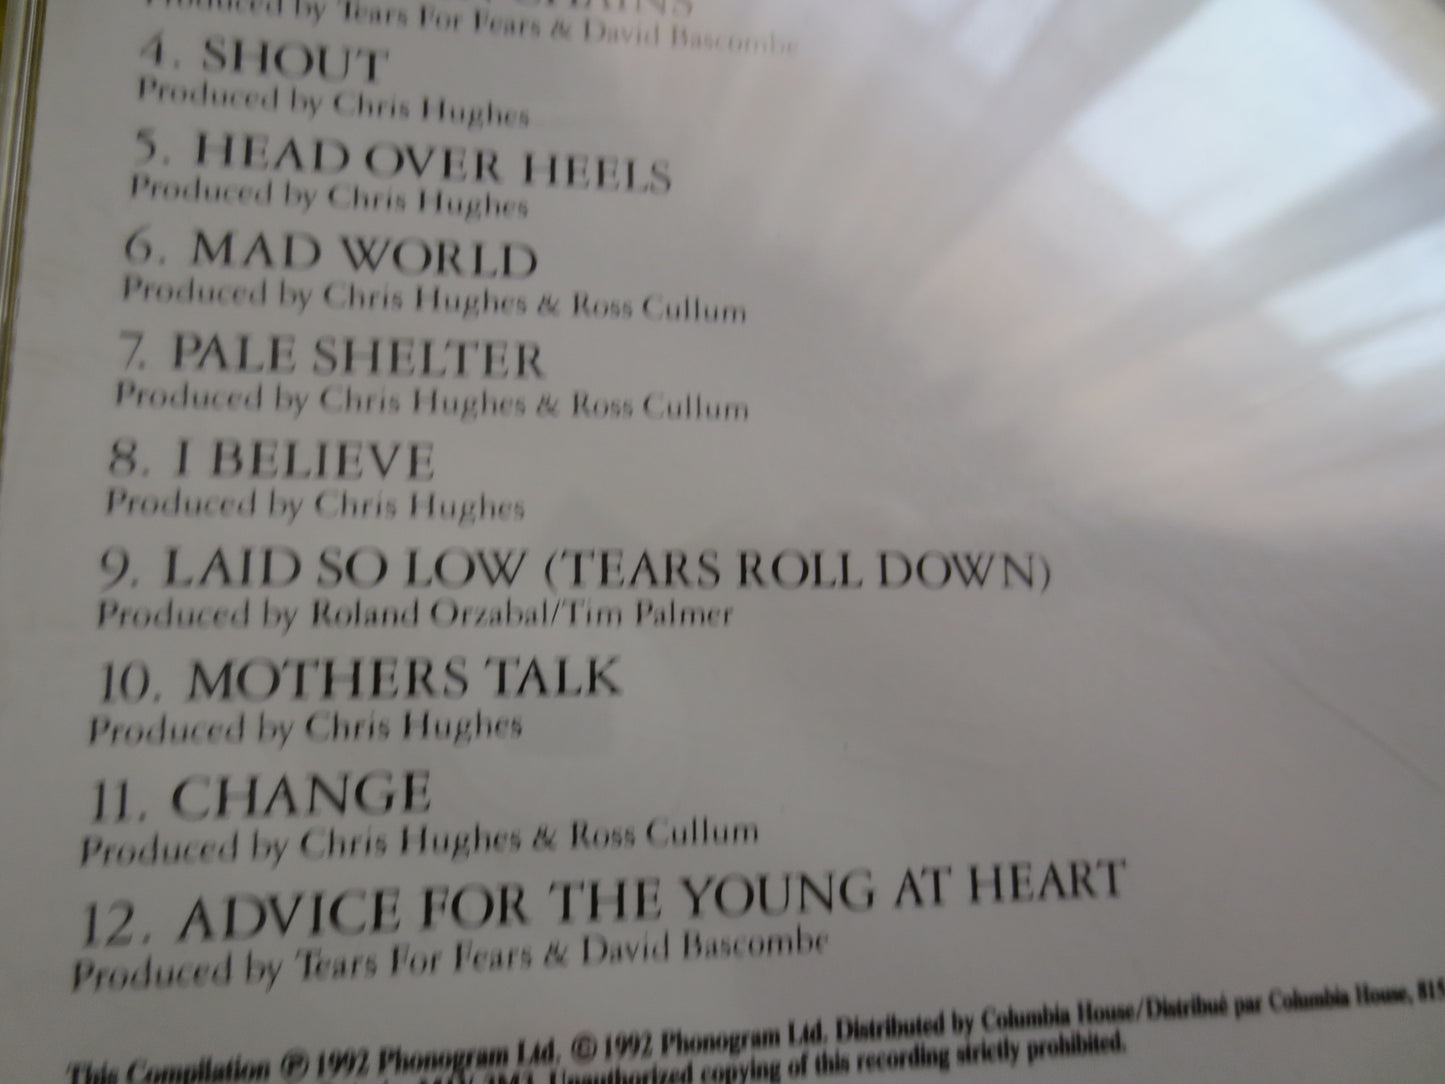 Produced by Tears For Fears & David Bascombe
4. SHOUT
Produced by Chris Hughes
5. HEAD OVER HEELS
Produced by Chris Hughes
6. MAD WORLD
Produced by Chris Hughes & Ross Cullum
7. PALE SHELTER
Produced by Chris Hughes & Ross Cullum
8. I BELIEVE
Produced by Chris Hughes
9. LAID SO LOW (TEARS ROLL DOWN)
Produced by Roland Orzabal/Tim Palmer
10. MOTHERS TALK
Produced by Chris Hughes
11. CHANGE
Produced by Chris Hughes & Ross Cullum
12. ADVICE FOR THE YOUNG AT HEART
Produced by Tears For Fears & David Bascombe
This Compilation ℗ 1992 Phonogram Ltd. © 1992 Phonogram Ltd. Distributed by Columbia House/Distribué par Columbia House, 815
Unauthorized copying of this recording strictly prohibited.